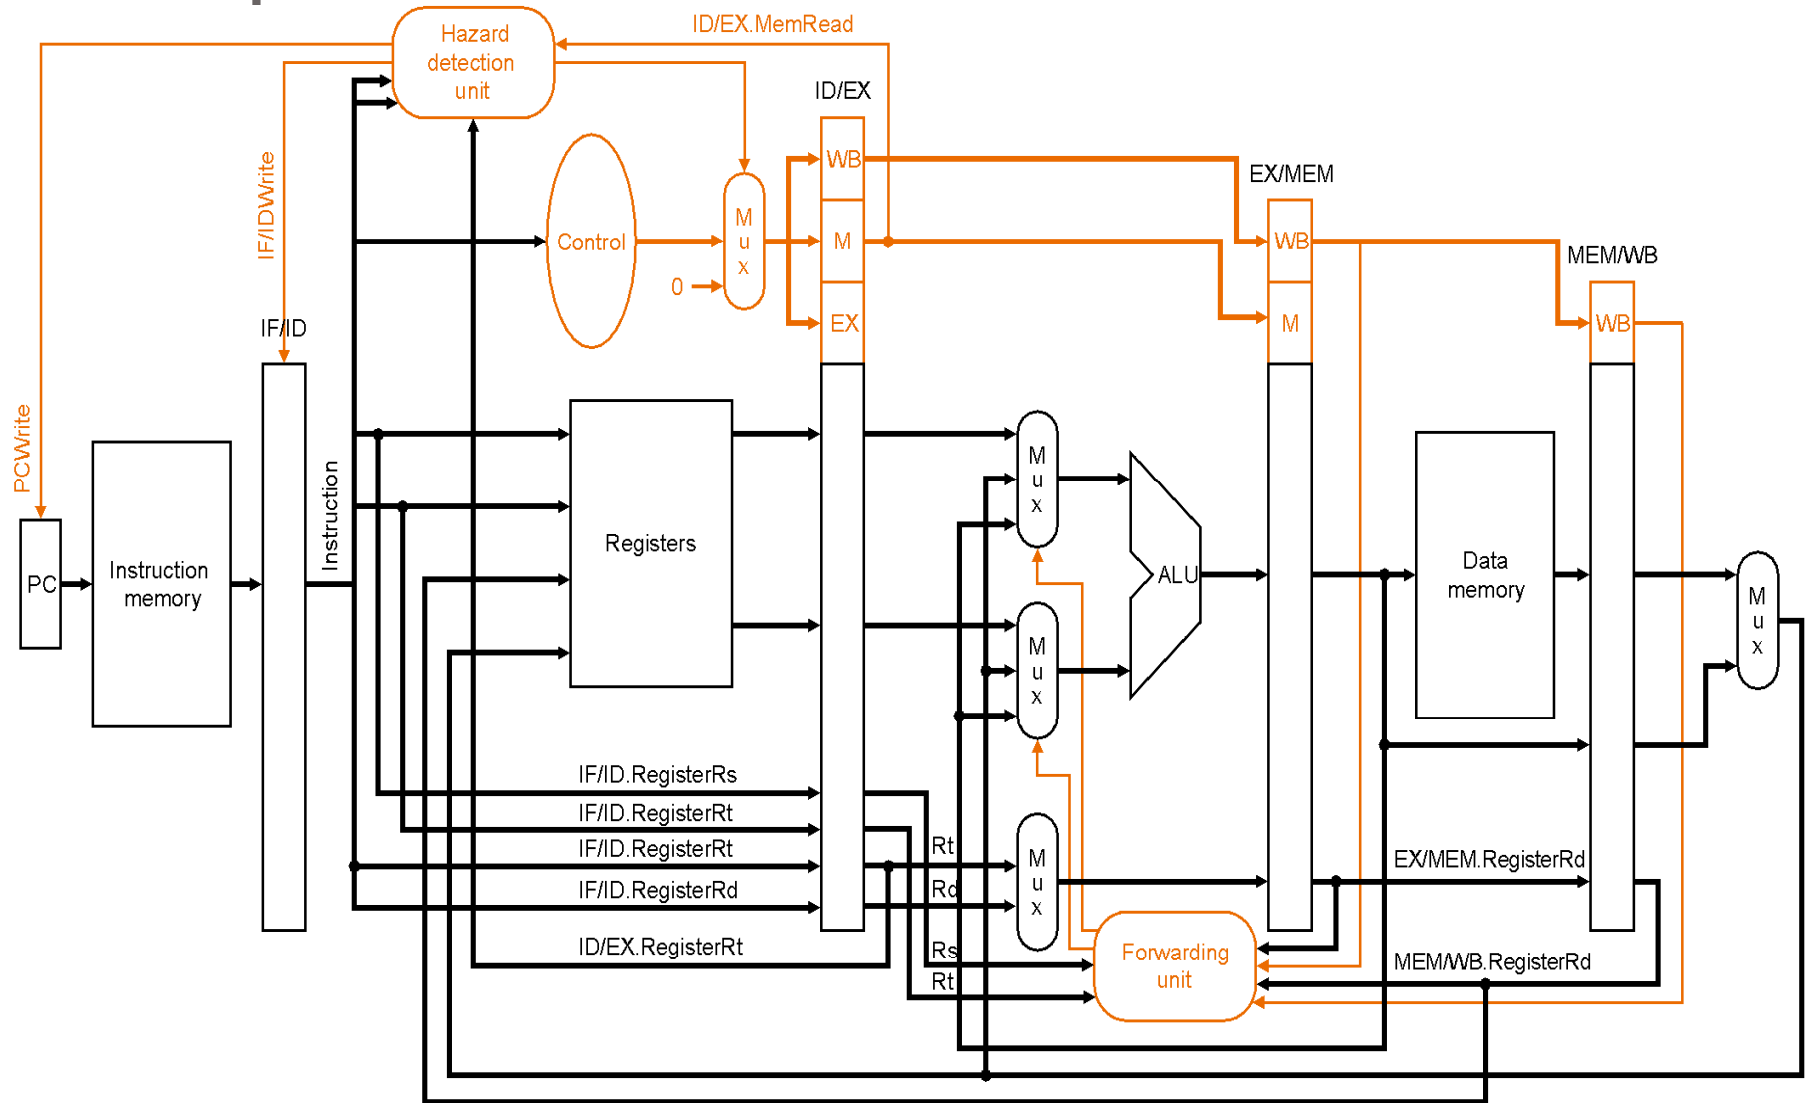 Hazard
detection
unit
ID/EX.MemRead
ID/EX
WB
M
EX
IF/IDWrite
Control
M
u
x
0
EX/MEM
WB
M
MEM/WB
WB
IF/ID
PCWrite
PC
Instruction
memory
Instruction
Registers
M
u
x
M
u
x
ALU
Data
memory
M
u
x
IF/ID.RegisterRs
IF/ID.RegisterRt
IF/ID.RegisterRt
IF/ID.RegisterRd
ID/EX.RegisterRt
Rt
Rd
M
u
x
Rs
Rt
Forwarding
unit
EX/MEM.RegisterRd
MEM/WB.RegisterRd